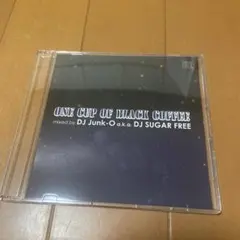 ONE CUP OF BLACK COFFEE
mixed by DJ Junk-O a.k.a. DJ SUGAR FREE